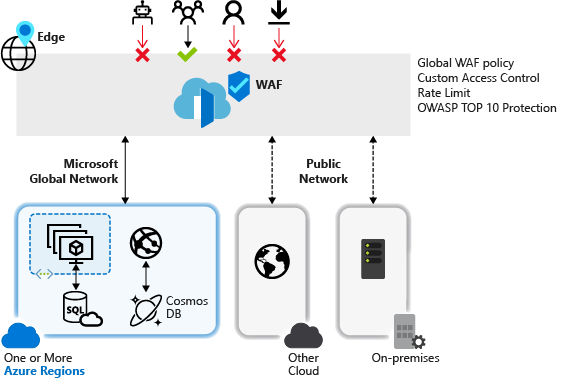 Edge
WAF
Global WAF policy
Custom Access Control
Rate Limit
OWASP TOP 10 Protection
Microsoft
Global Network
Public
Network
SQL
Cosmos
DB
One or More
Azure Regions
Other
Cloud
On-premises